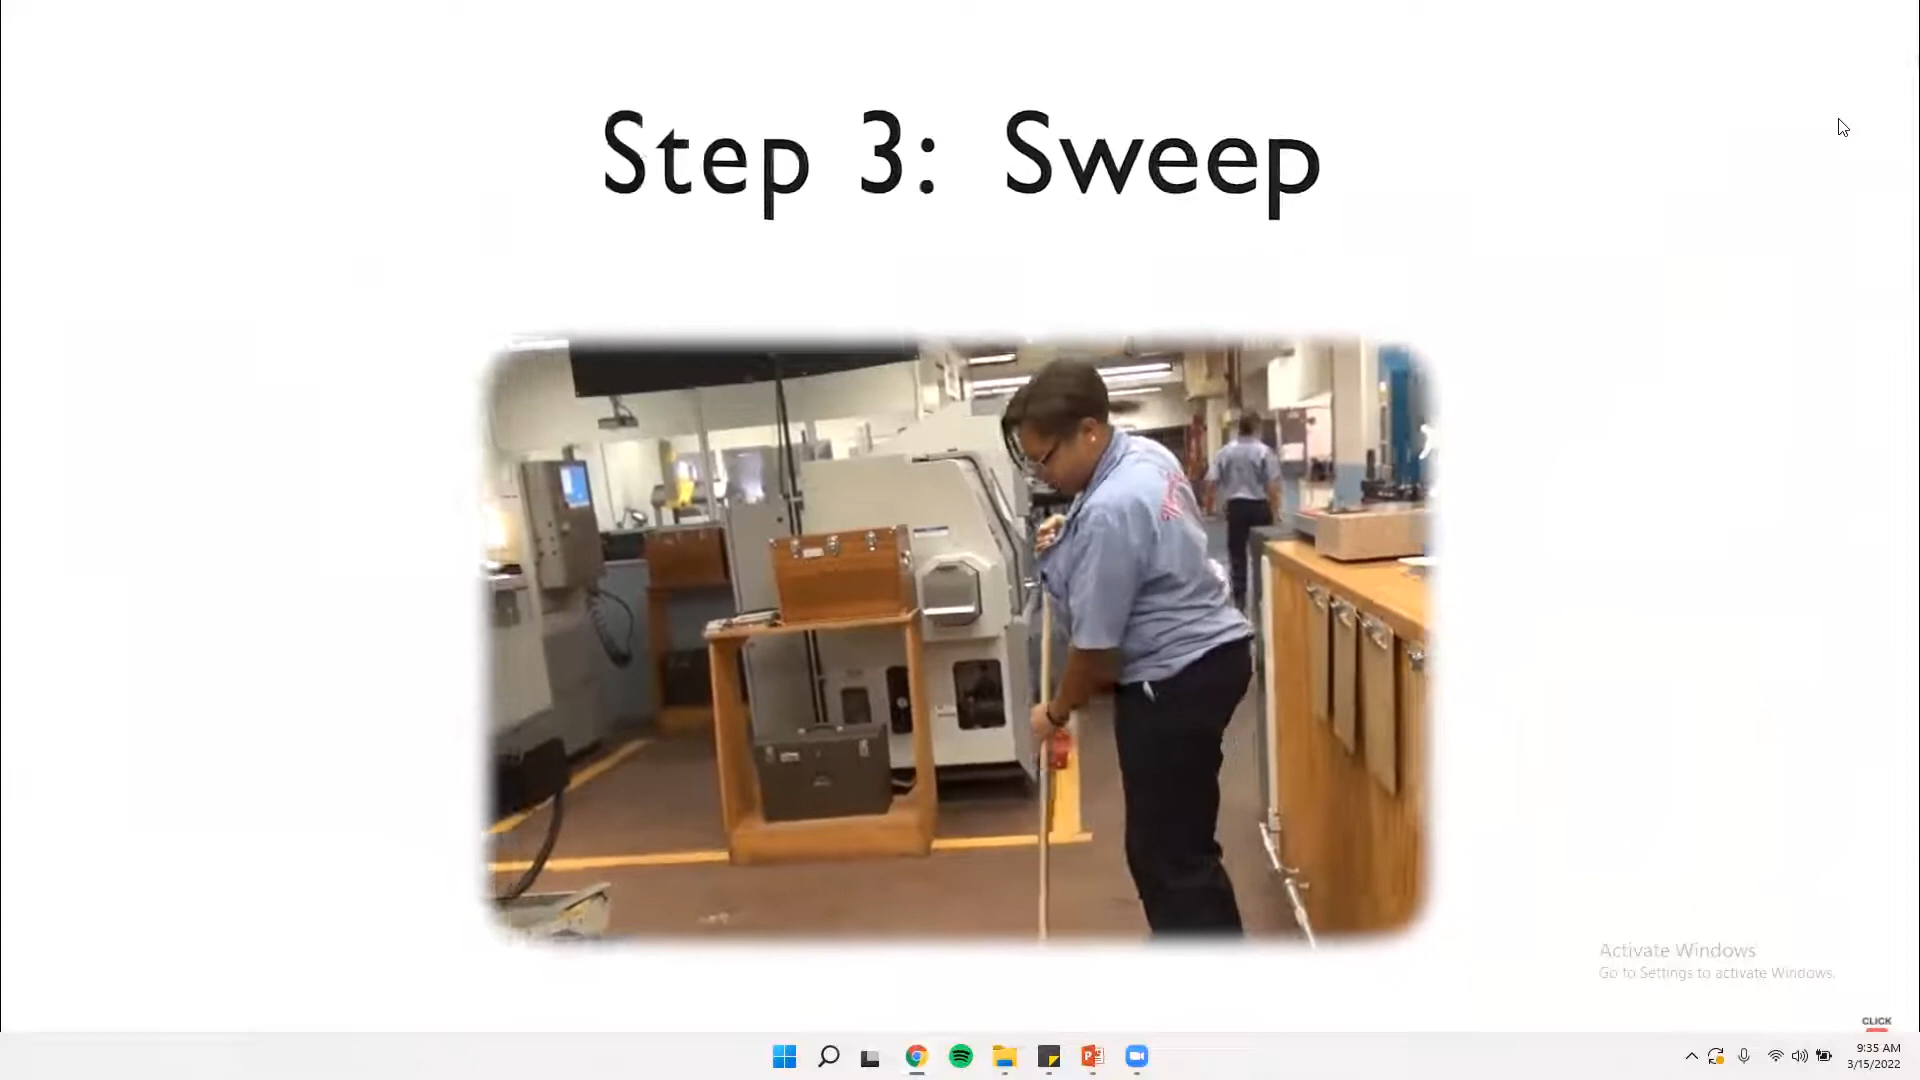 Step 3: Sweep
Activate Windows
Go to Settings to activate Windows.
CLICK
9:35 AM
3/15/2022